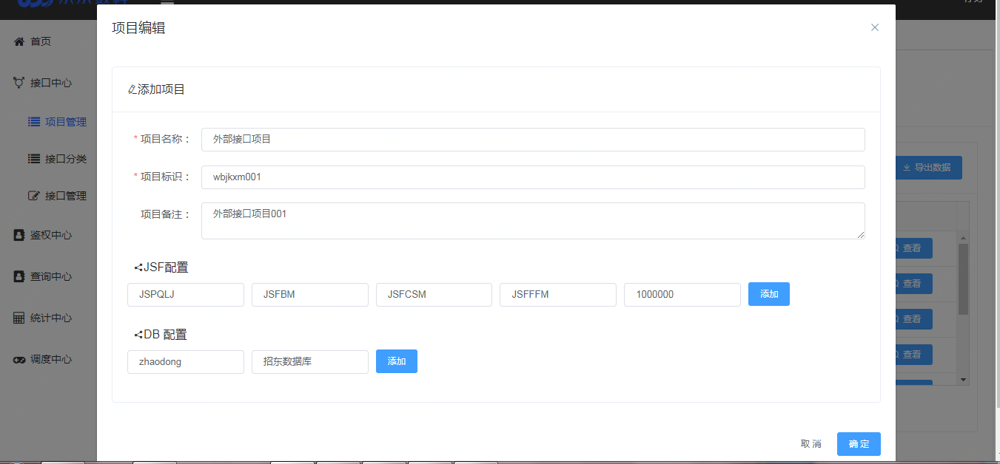 项目编辑
首页
接口中心
项目管理
接口分类
接口管理
鉴权中心
查询中心
统计中心
调度中心
添加项目
* 项目名称：
外部接口项目
* 项目标识：
wbjkxm001
项目备注：
外部接口项目001
JSF配置
JSPQLJ
JSFBM
JSFCSM
JSFFFM
1000000
添加
DB 配置
zhaodong
招东数据库
添加
取 消
确 定
导出数据
查看
查看
查看
查看